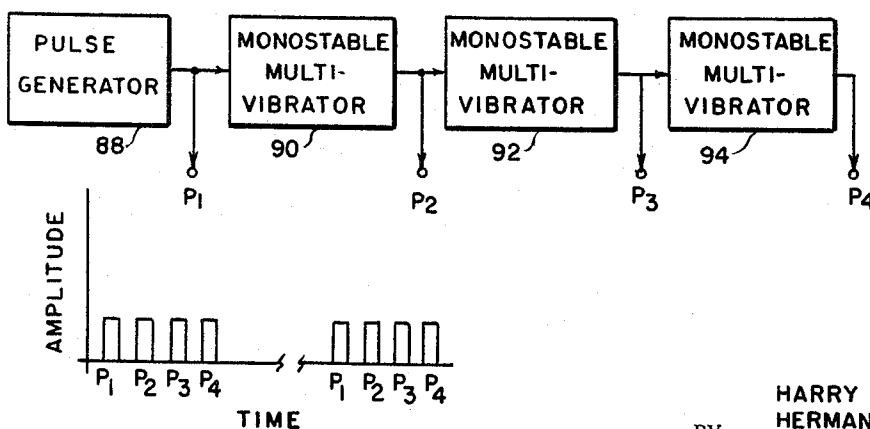 PULSE
GENERATOR
88
MONOSTABLE
MULTI-
VIBRATOR
90
MONOSTABLE
MULTI-
VIBRATOR
92
MONOSTABLE
MULTI-
VIBRATOR
94
P1
P2
P3
P4
AMPLITUDE
P1 P2 P3 P4 P1 P2 P3 P4
TIME
HARRY
BY HERMAN